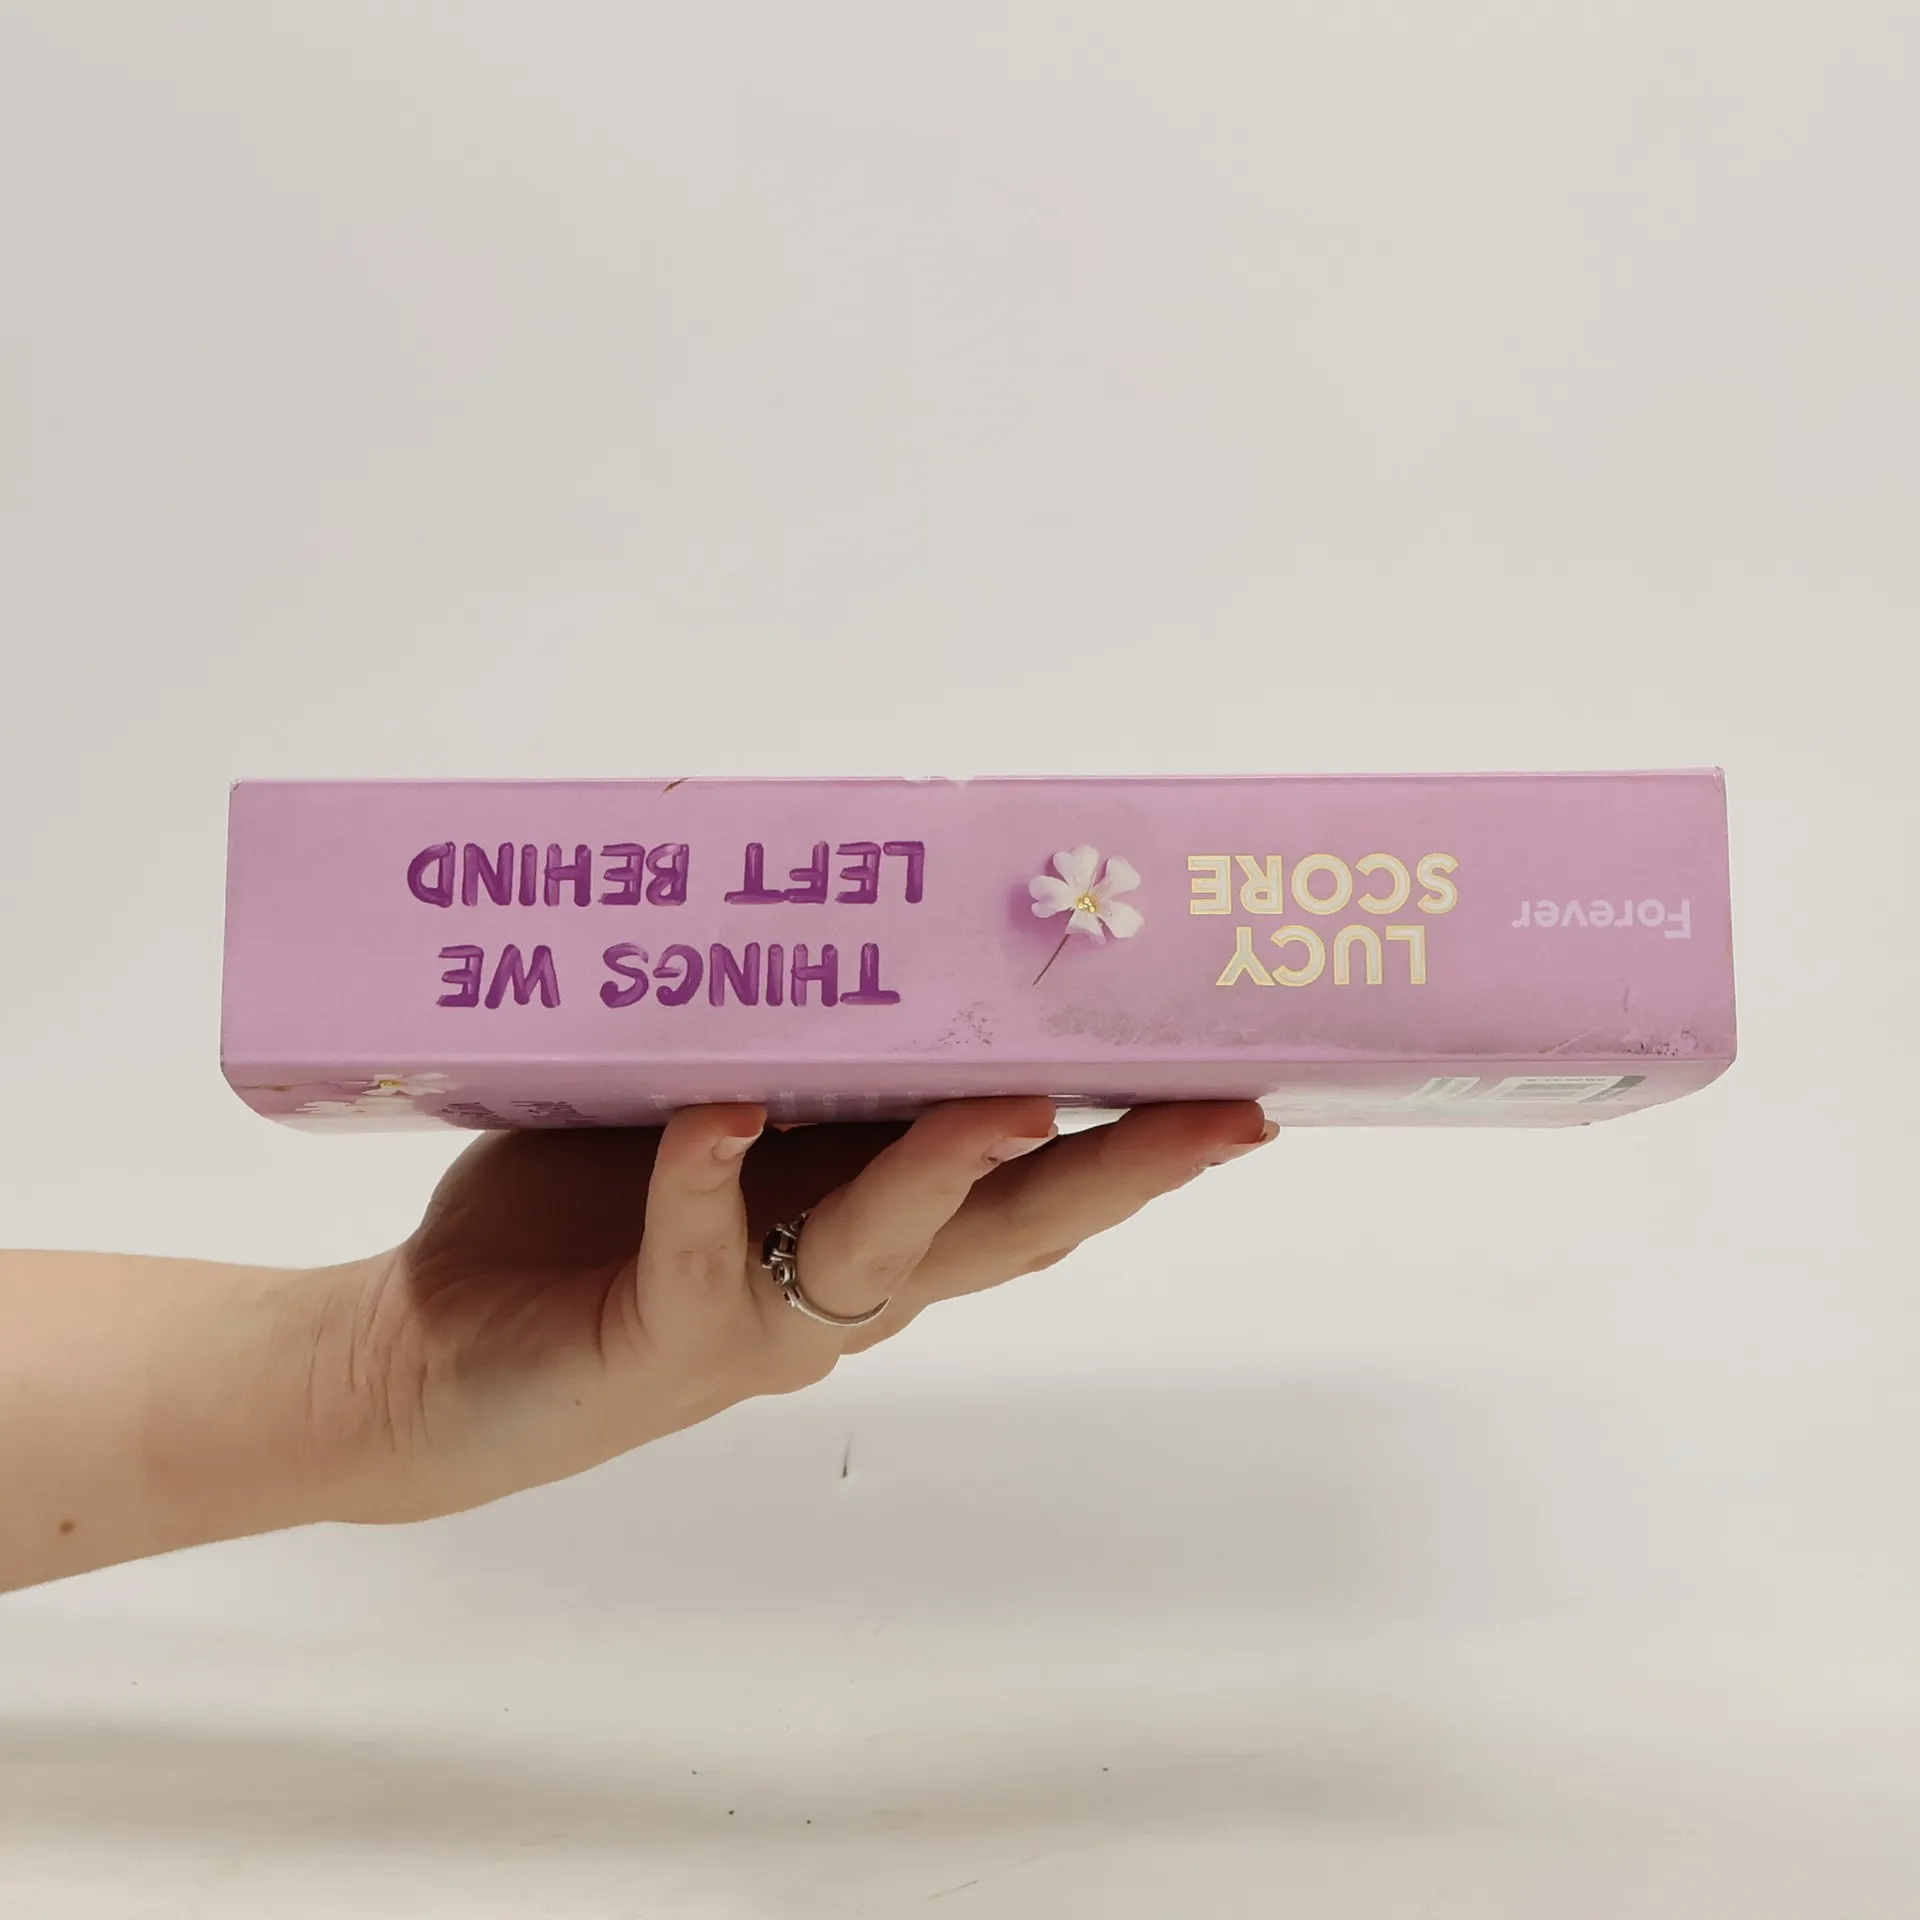 THINGS WE
LEFT BEHIND
LUCY
SCORE
Forever